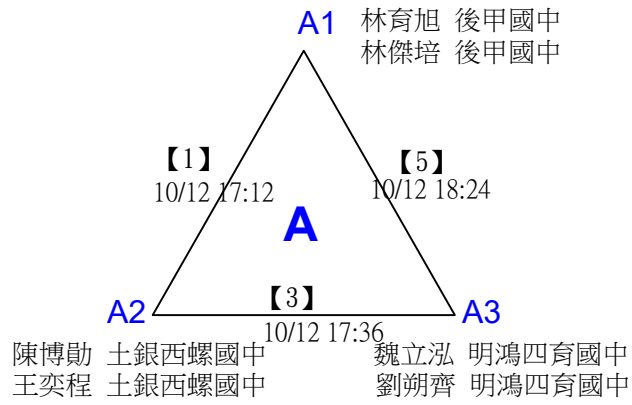 A1 林育旭 後甲國中
林傑培 後甲國中
【1】
10/12 17:12
【5】
10/12 18:24
A
A2
【3】
10/12 17:36
A3
陳博勛 土銀西螺國中
王奕程 土銀西螺國中
魏立泓 明鴻四育國中
劉朔齊 明鴻四育國中